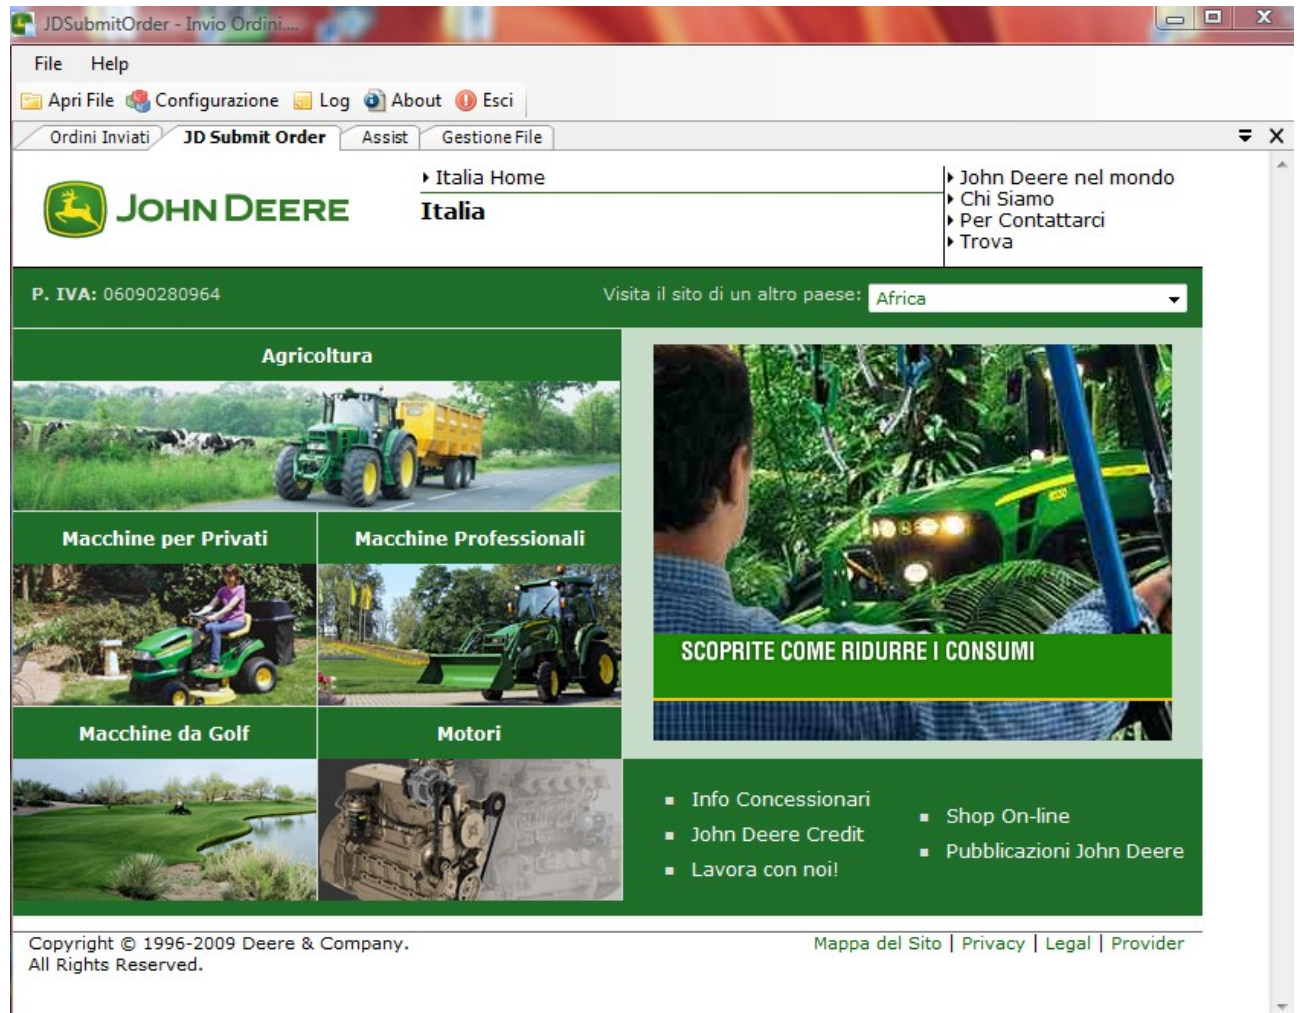 JDSubmitOrder - Invio Ordini....
File Help
Apri File Configurazione Log About Esci
Ordini Inviati JD Submit Order Assist Gestione File
JOHN DEERE
Italia Home
Italia
John Deere nel mondo
Chi Siamo
Per Contattarci
Trova
P. IVA: 06090280964
Visita il sito di un altro paese: Africa
Agricoltura
Macchine per Privati
Macchine Professionali
Macchine da Golf
Motori
SCOPRITE COME RIDURRE I CONSUMI
Info Concessionari
John Deere Credit
Lavora con noi!
Shop On-line
Pubblicazioni John Deere
Copyright © 1996-2009 Deere & Company.
All Rights Reserved.
Mappa del Sito | Privacy | Legal | Provider